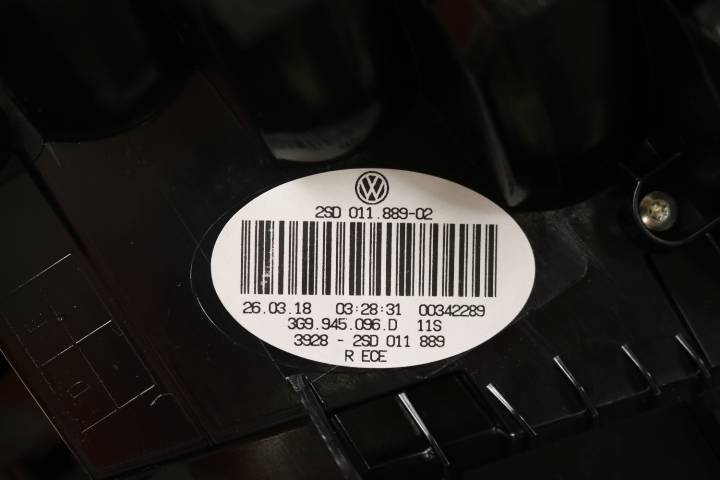 2SD 011.889-02
26.03.18 03:28:31 00342289
3G9.945.096.D 11S
3928 - 2SD 011 889
R ECE